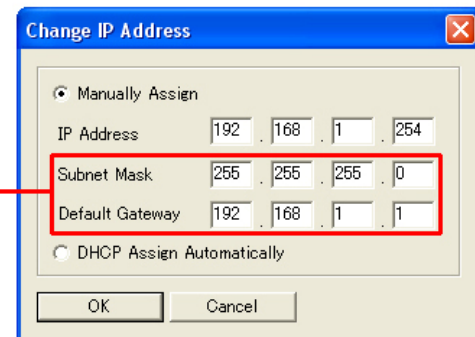 Change IP Address
Manually Assign
IP Address 192 . 168 . 1 . 254
Subnet Mask 255 . 255 . 255 . 0
Default Gateway 192 . 168 . 1 . 1
DHCP Assign Automatically
OK Cancel